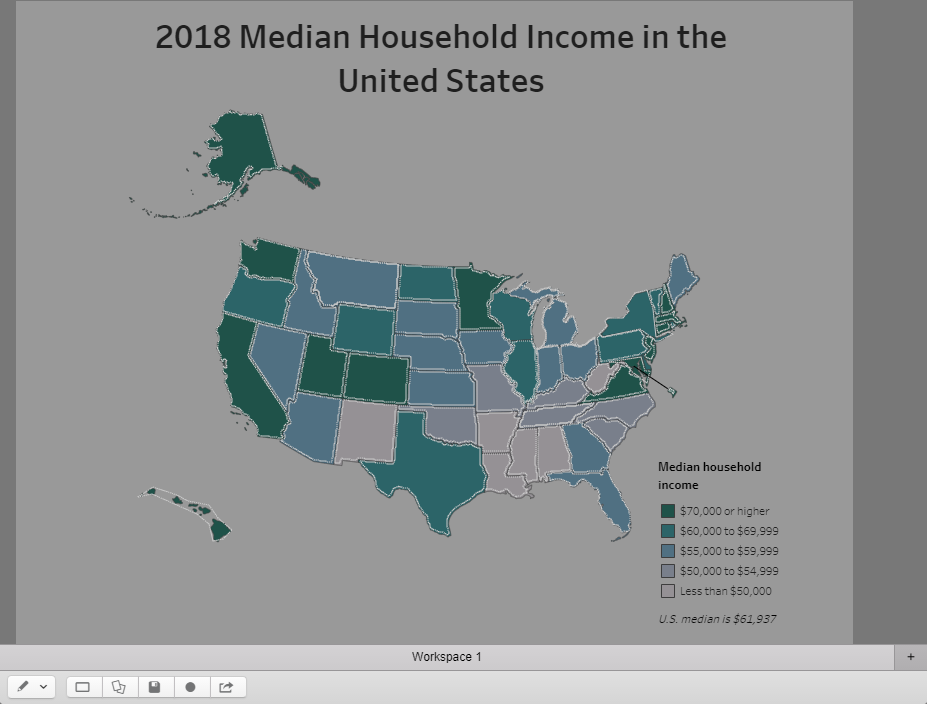 2018 Median Household Income in the
United States
Median household
income
$70,000 or higher
$60,000 to $69,999
$55,000 to $59,999
$50,000 to $54,999
Less than $50,000
U.S. median is $61,937
Workspace 1
+